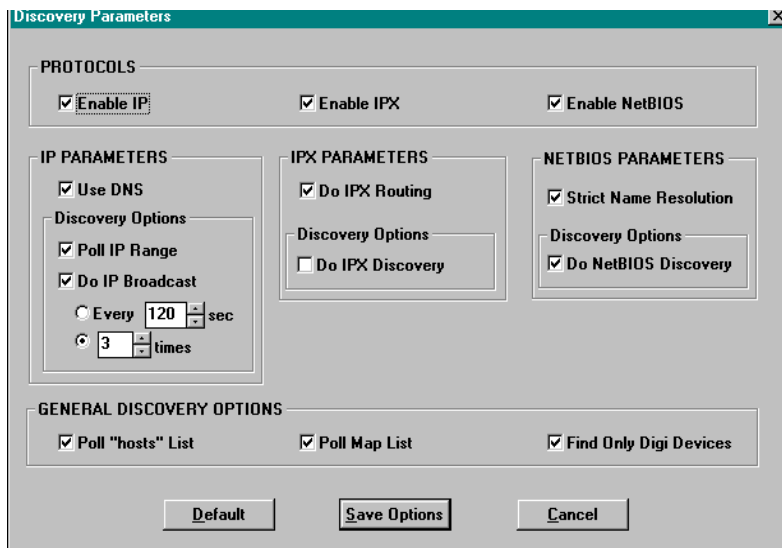 Discovery Parameters
PROTOCOLS
Enable IP
Enable IPX
Enable NetBIOS
IP PARAMETERS
Use DNS
Discovery Options
Poll IP Range
Do IP Broadcast
Every 120 sec
3 times
IPX PARAMETERS
Do IPX Routing
Discovery Options
Do IPX Discovery
NETBIOS PARAMETERS
Strict Name Resolution
Discovery Options
Do NetBIOS Discovery
GENERAL DISCOVERY OPTIONS
Poll "hosts" List
Poll Map List
Find Only Digi Devices
Default
Save Options
Cancel